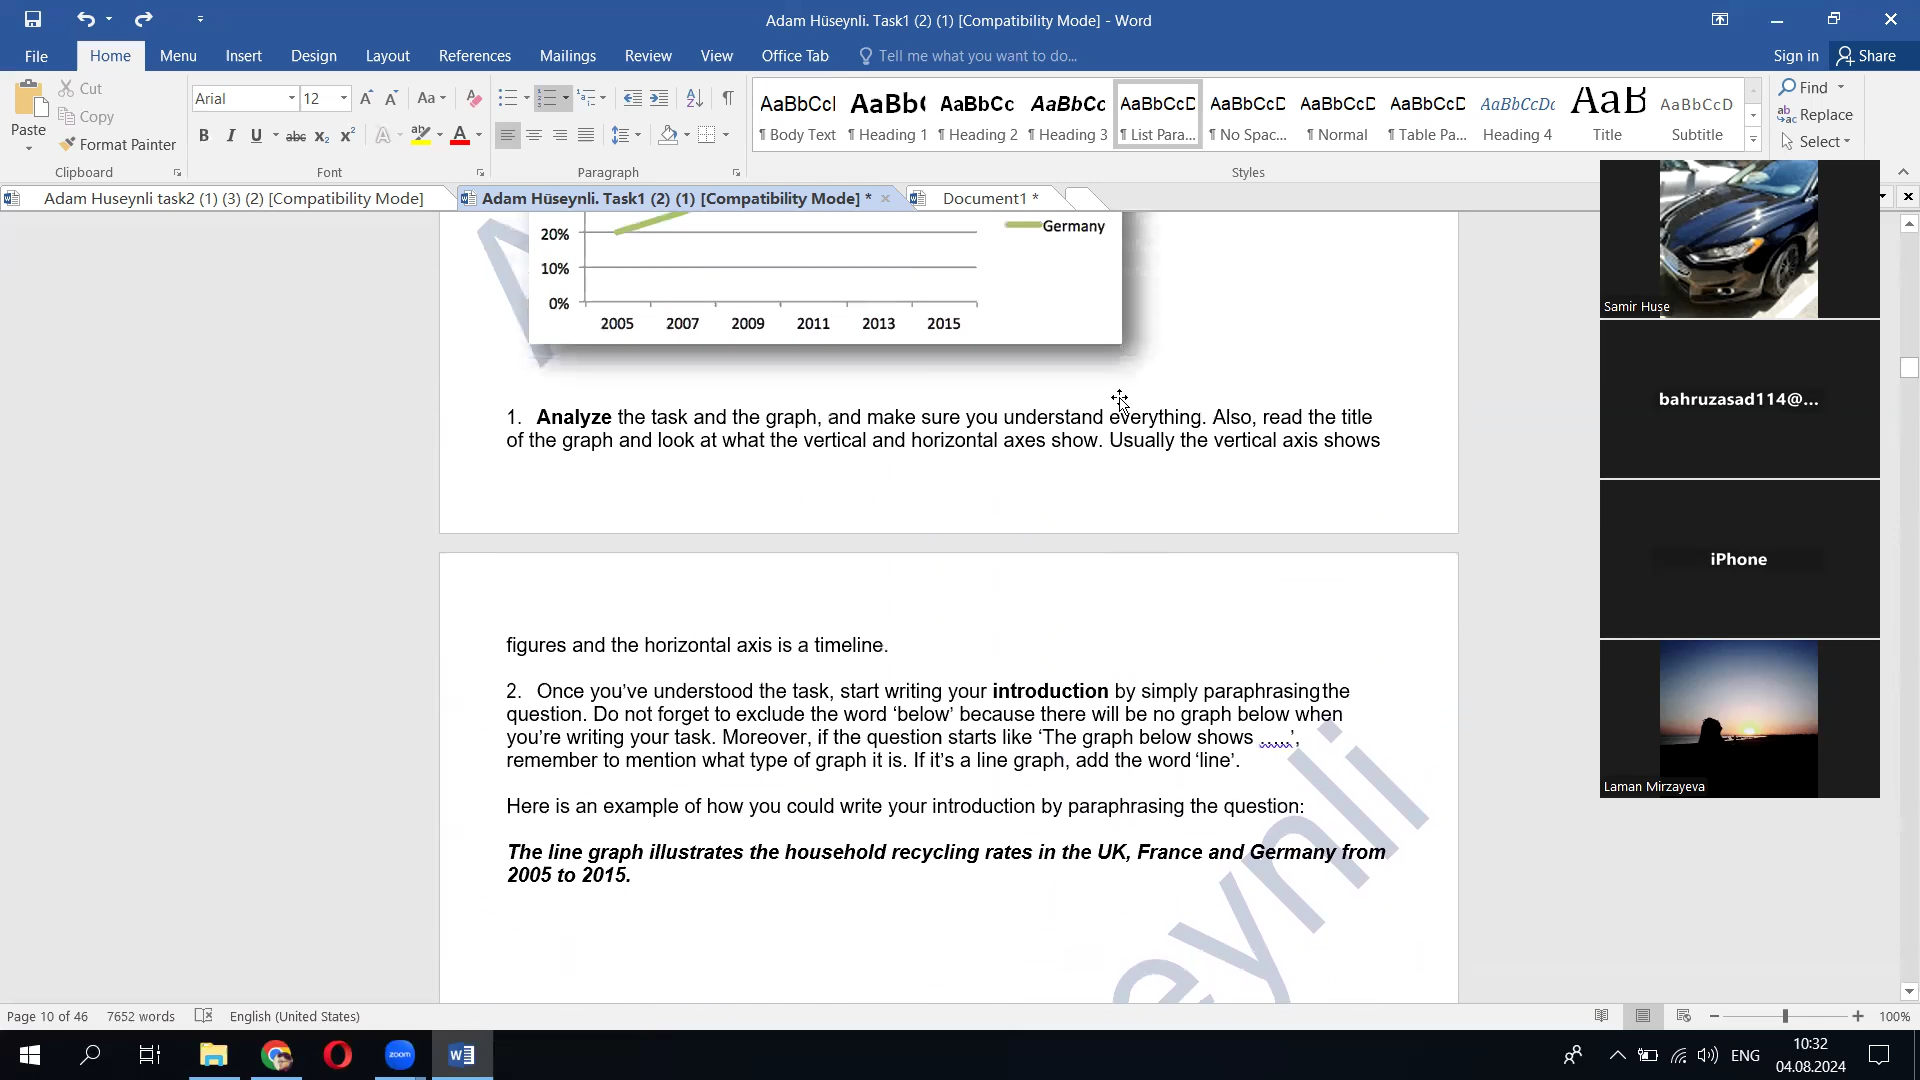 Adam Hüseynli. Task1 (2) (1) [Compatibility Mode] - Word
File Home Menu Insert Design Layout References Mailings Review View Office Tab Tell me what you want to do... Sign in Share
Paste
Cut
Copy
Format Painter
Clipboard
Arial 12
Aa
B I U abc X₂ X²
Font
Paragraph
AaBbCcI AaBb( AaBbCc AaBbCc AaBbCcD AaBbCcD AaBbCcD AaBbCcD AaBbCcDc AaB AaBbCcD
¶ Body Text ¶ Heading 1 ¶ Heading 2 ¶ Heading 3 ¶ List Para... ¶ No Spac... ¶ Normal ¶ Table Pa... Heading 4 Title Subtitle
Styles
Find
Replace
Select
Adam Huseynli task2 (1) (3) (2) [Compatibility Mode] Adam Hüseynli. Task1 (2) (1) [Compatibility Mode] * Document1 *
Germany
20%
10%
0%
2005 2007 2009 2011 2013 2015
1. Analyze the task and the graph, and make sure you understand everything. Also, read the title
of the graph and look at what the vertical and horizontal axes show. Usually the vertical axis shows
figures and the horizontal axis is a timeline.
2. Once you’ve understood the task, start writing your introduction by simply paraphrasing the
question. Do not forget to exclude the word ‘below’ because there will be no graph below when
you’re writing your task. Moreover, if the question starts like ‘The graph below shows .....’,
remember to mention what type of graph it is. If it’s a line graph, add the word ‘line’.
Here is an example of how you could write your introduction by paraphrasing the question:
The line graph illustrates the household recycling rates in the UK, France and Germany from
2005 to 2015.
eynli
Samir Huse
bahruzasad114@...
iPhone
Laman Mirzayeva
Page 10 of 46 7652 words English (United States) 100%
zoom
ENG
10:32
04.08.2024